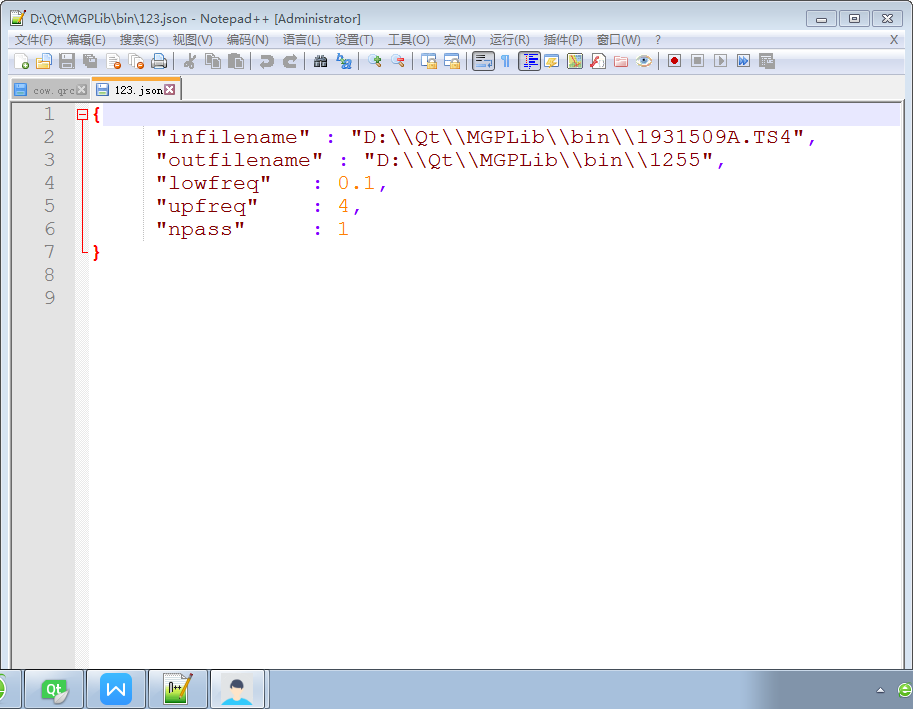 D:\Qt\MGPLib\bin\123.json - Notepad++ [Administrator]
文件(F) 编辑(E) 搜索(S) 视图(V) 编码(N) 语言(L) 设置(T) 工具(O) 宏(M) 运行(R) 插件(P) 窗口(W) ? X
cow.qrc 123.json
1 {
2 "infilename" : "D:\\Qt\\MGPLib\\bin\\1931509A.TS4",
3 "outfilename" : "D:\\Qt\\MGPLib\\bin\\1255",
4 "lowfreq" : 0.1,
5 "upfreq" : 4,
6 "npass" : 1
7 }
8
9
Qt